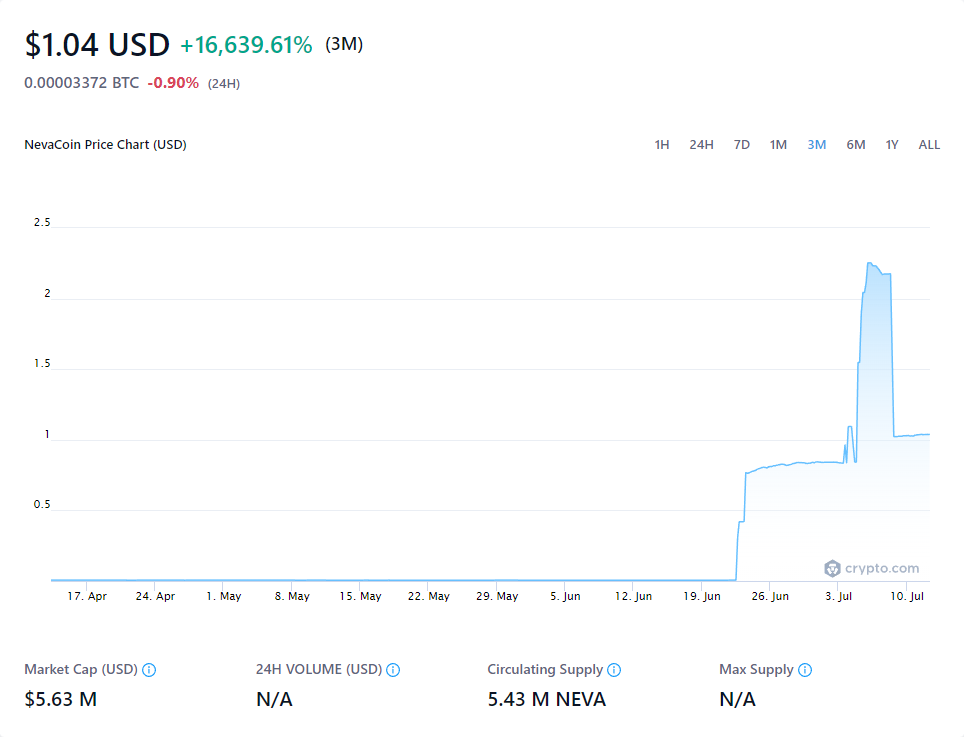 $1.04 USD +16,639.61% (3M)
0.00003372 BTC -0.90% (24H)
NevaCoin Price Chart (USD) 1H 24H 7D 1M 3M 6M 1Y ALL
2.5
2
1.5
1
0.5
crypto.com
17. Apr 24. Apr 1. May 8. May 15. May 22. May 29. May 5. Jun 12. Jun 19. Jun 26. Jun 3. Jul 10. Jul
Market Cap (USD) 24H VOLUME (USD) Circulating Supply Max Supply
$5.63 M N/A 5.43 M NEVA N/A